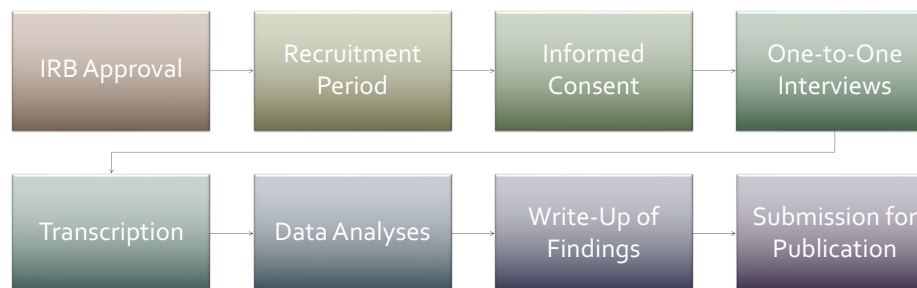 IRB Approval
Recruitment
Period
Informed
Consent
One-to-One
Interviews
Transcription
Data Analyses
Write-Up of
Findings
Submission for
Publication